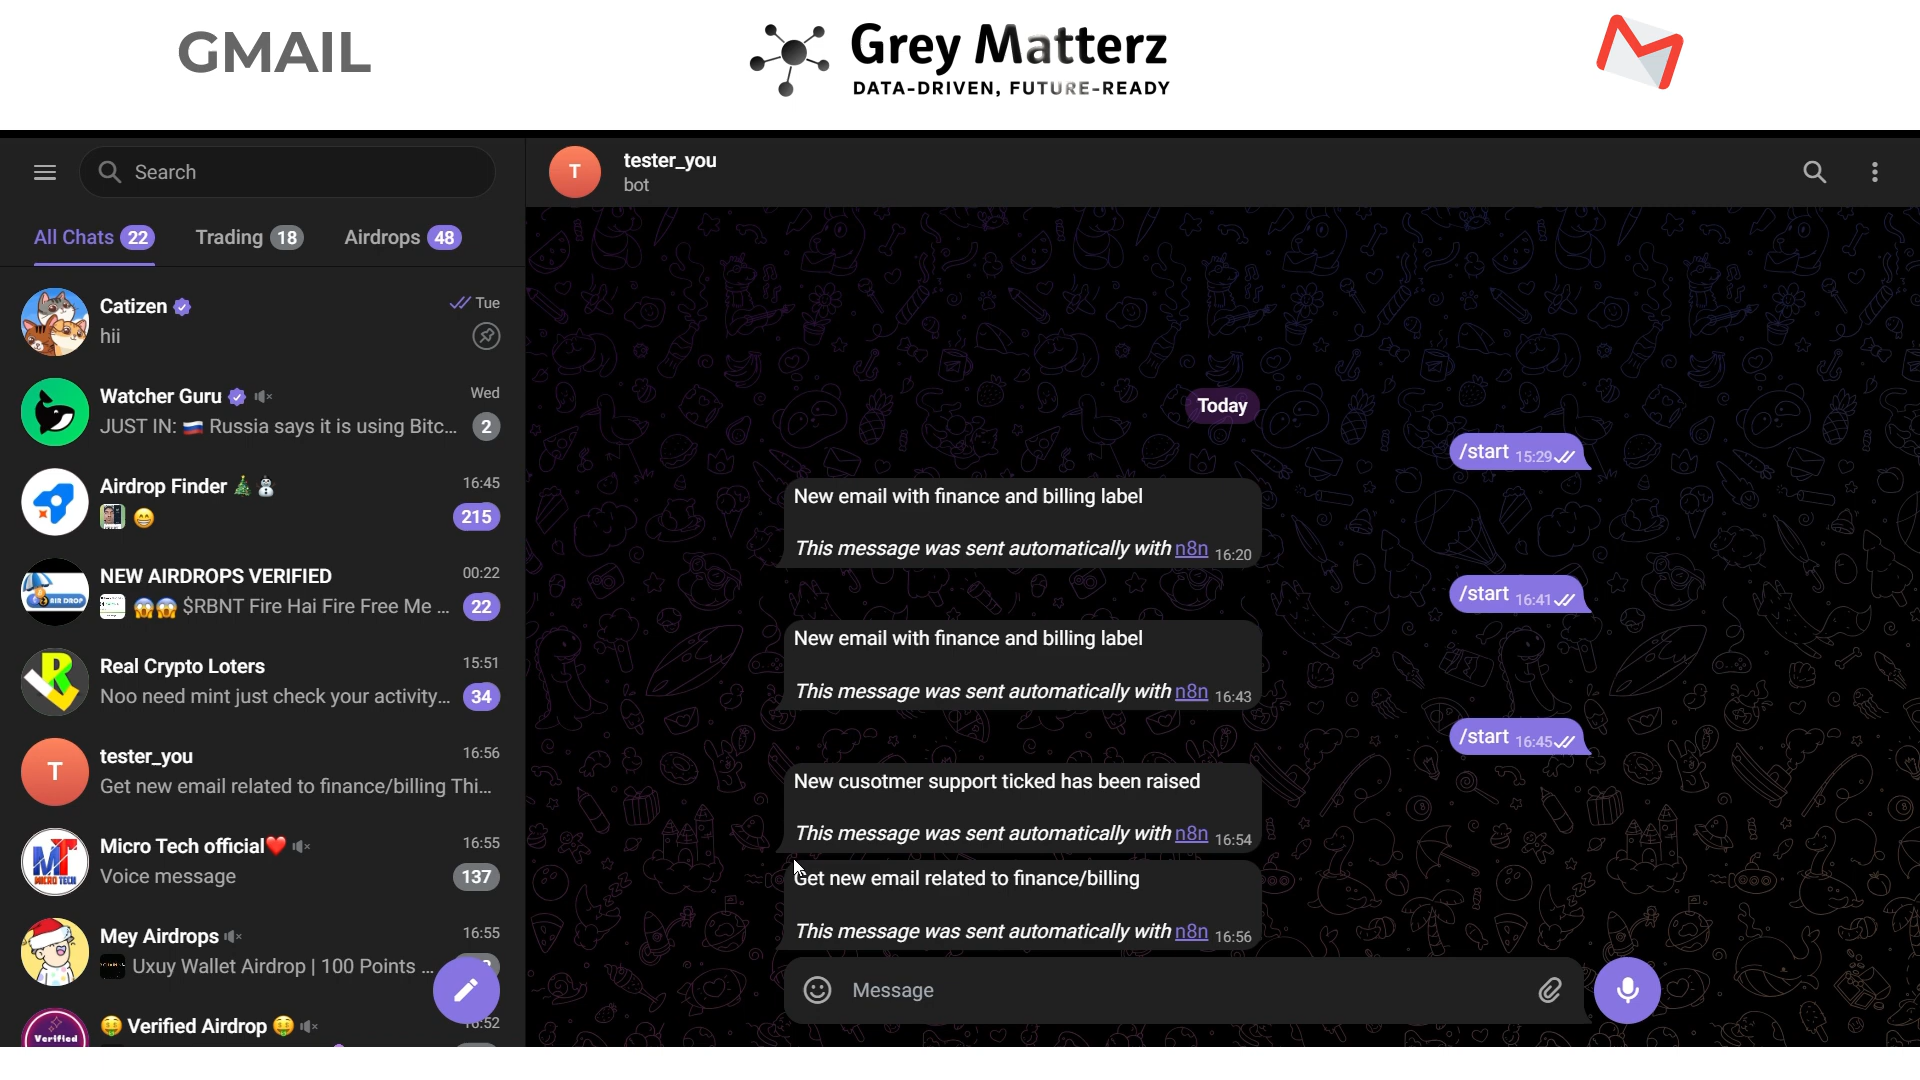 GMAIL
Grey Matterz
DATA-DRIVEN, FUTURE-READY
Search
All Chats 22
Trading 18
Airdrops 48
Catizen
Tue
hii
Watcher Guru
Wed
JUST IN: 🇷🇺 Russia says it is using Bitc...
2
Airdrop Finder 🎄⛄
16:45
😁
215
NEW AIRDROPS VERIFIED
00:22
AIR DROP
😱😱 $RBNT Fire Hai Fire Free Me ...
22
Real Crypto Loters
15:51
Noo need mint just check your activity...
34
T
tester_you
16:56
Get new email related to finance/billing Thi...
MT
MICRO TECH
Micro Tech official❤️
16:55
Voice message
137
Mey Airdrops
16:55
Uxuy Wallet Airdrop | 100 Points ...
Verified
🤑 Verified Airdrop 🤑
16:52
T
tester_you
bot
Today
/start 15:29
New email with finance and billing label
This message was sent automatically with n8n 16:20
/start 16:41
New email with finance and billing label
This message was sent automatically with n8n 16:43
/start 16:45
New cusotmer support ticked has been raised
This message was sent automatically with n8n 16:54
Get new email related to finance/billing
This message was sent automatically with n8n 16:56
Message